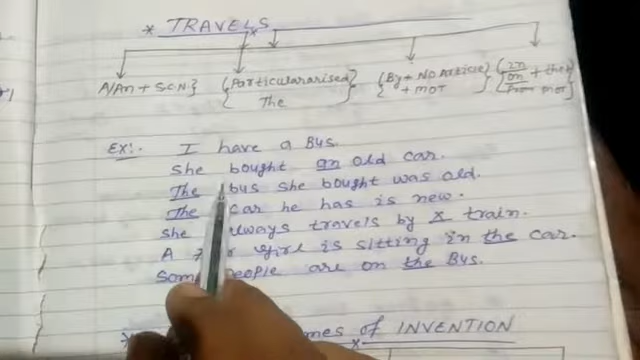 * TRAVELS
A/An + SCN} {Particulararised The} {By + No Article + MOT} {In on From + the MOT}
Ex:. I have a Bus.
She bought an old car.
The bus she bought was old.
The car he has is new.
She always travels by x train.
A girl is sitting in the car.
Some people are on the Bus.
* of INVENTION